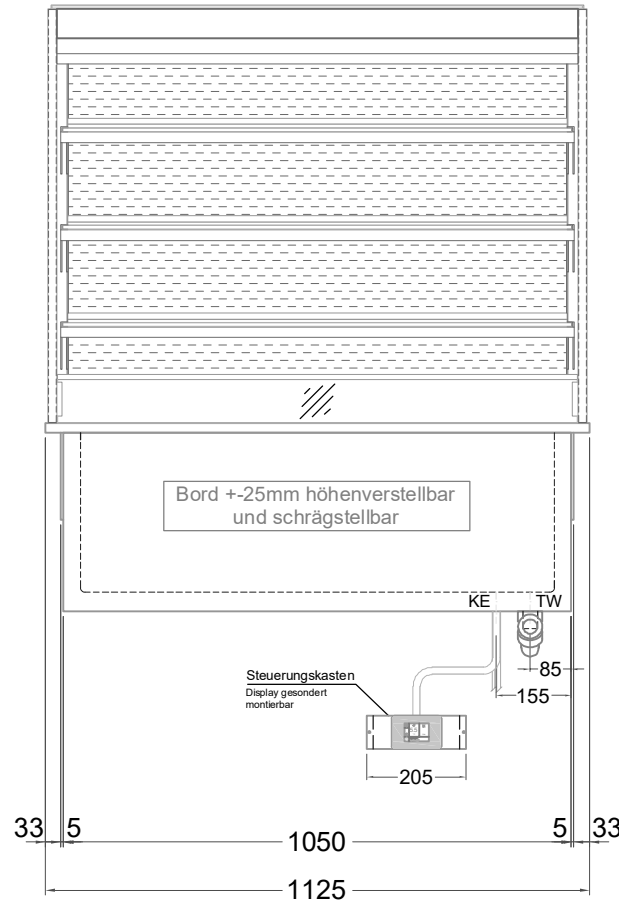 Bord +-25mm höhenverstellbar
und schrägstellbar
KE TW
85
Steuerungskasten
Display gesondert
montierbar
155
205
33 5 1050 5 33
1125